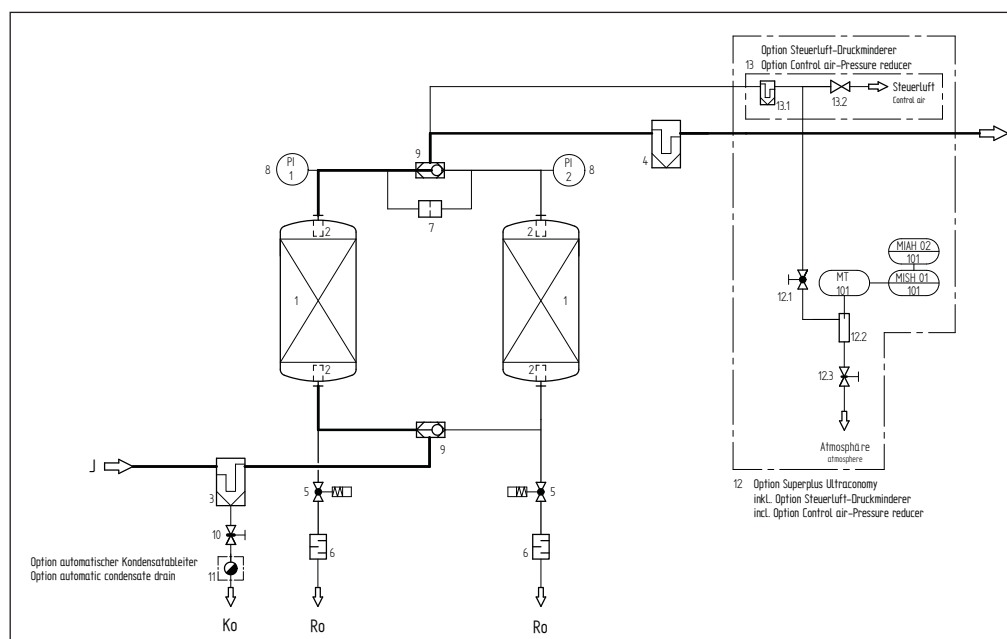 Option Steuerluft-Druckminderer
13 Option Control air-Pressure reducer
Steuerluft
Control air
13.1
13.2
9
4
PI
1
8
PI
2
8
7
2
2
1
1
2
2
MIAH 02
101
MT
101
MISH 01
101
12.1
12.2
12.3
Atmosphäre
atmosphere
9
J
3
5
5
12 Option Superplus Ultraconomy
inkl. Option Steuerluft-Druckminderer
incl. Option Control air-Pressure reducer
10
6
6
Option automatischer Kondensatableiter
Option automatic condensate drain
11
Ko
Ro
Ro